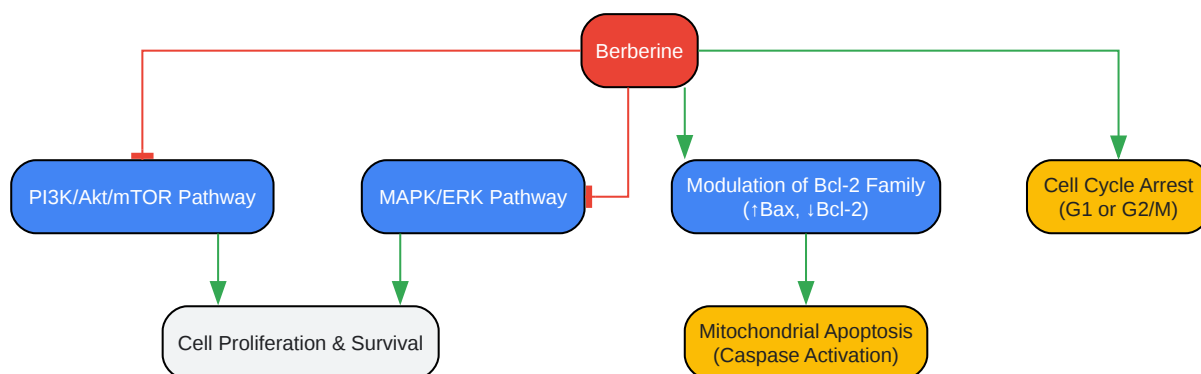 Berberine
PI3K/Akt/mTOR Pathway
MAPK/ERK Pathway
Modulation of Bcl-2 Family
(↑Bax, ↓Bcl-2)
Cell Cycle Arrest
(G1 or G2/M)
Cell Proliferation & Survival
Mitochondrial Apoptosis
(Caspase Activation)